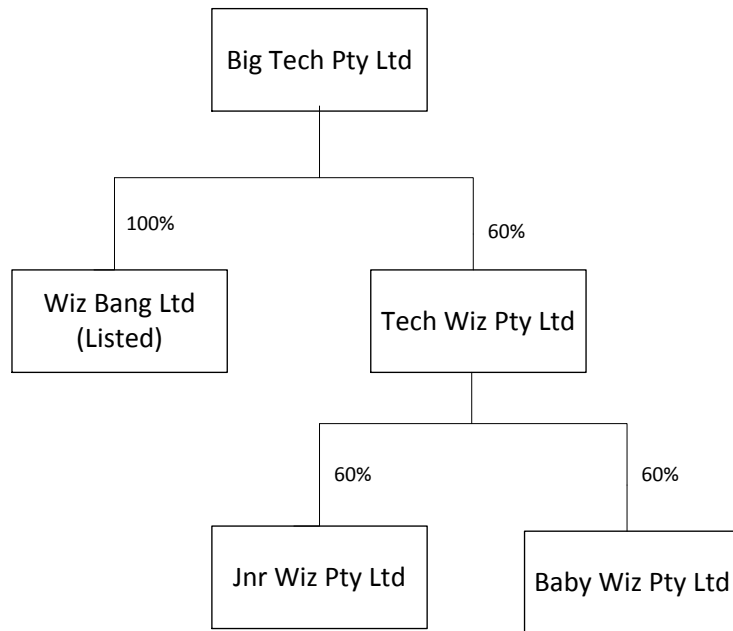 Big Tech Pty Ltd
100%
60%
Wiz Bang Ltd
(Listed)
Tech Wiz Pty Ltd
60%
60%
Jnr Wiz Pty Ltd
Baby Wiz Pty Ltd